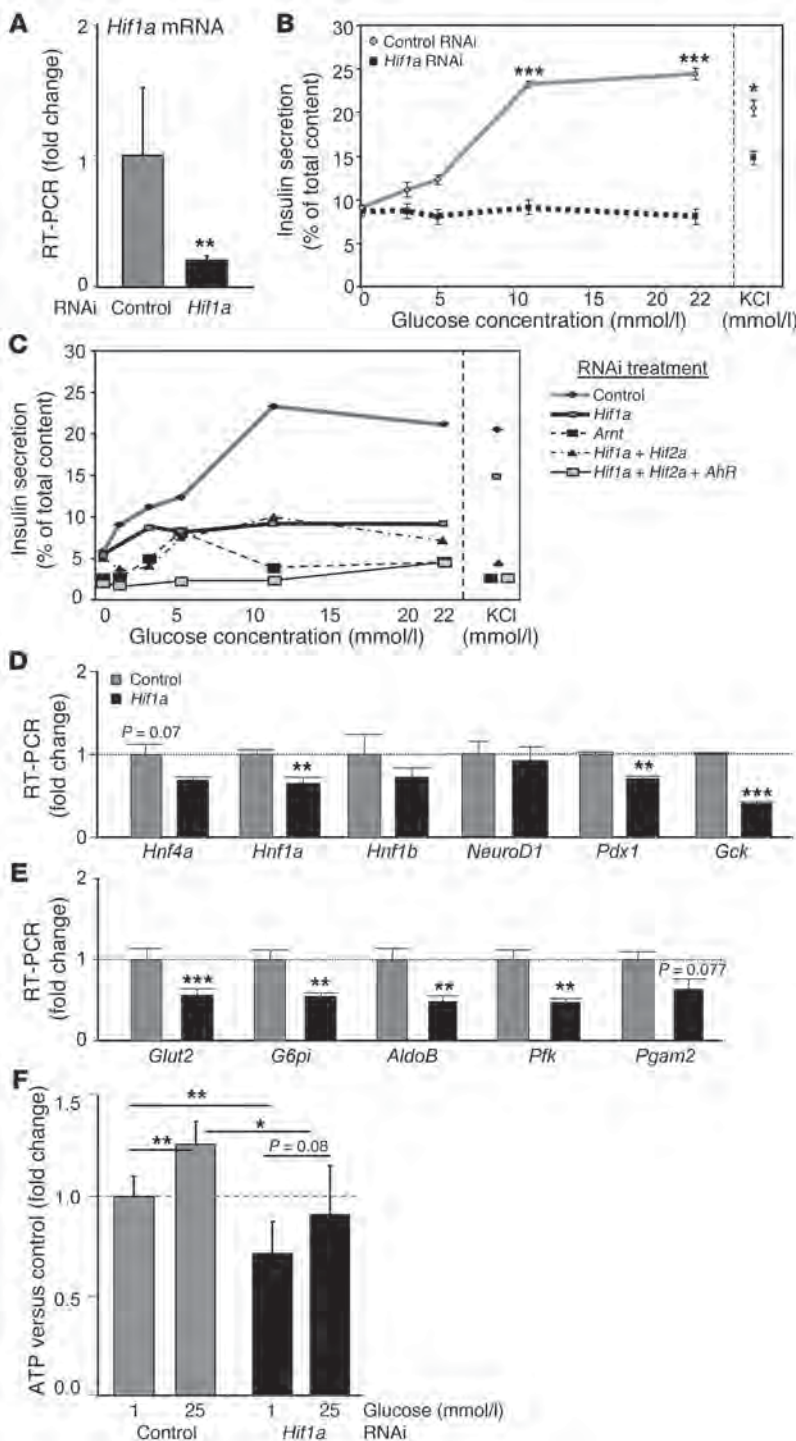 A
Hif1a mRNA
RT-PCR (fold change)
2
1
0
**
RNAi Control Hif1a
B
Insulin secretion
(% of total content)
30
25
20
15
10
5
0
Control RNAi
Hif1a RNAi
***
***
*
0 5 10 15 20 22 KCl
Glucose concentration (mmol/l) (mmol/l)
C
Insulin secretion
(% of total content)
30
25
20
15
10
5
0
0 5 10 15 20 22 KCl
Glucose concentration (mmol/l) (mmol/l)
RNAi treatment
Control
Hif1a
Arnt
Hif1a + Hif2a
Hif1a + Hif2a + AhR
D
RT-PCR
(fold change)
2
1
0
Control
Hif1a
P = 0.07
**
**
***
Hnf4a Hnf1a Hnf1b NeuroD1 Pdx1 Gck
E
RT-PCR
(fold change)
2
1
0
***
**
**
**
P = 0.077
Glut2 G6pi AldoB Pfk Pgam2
F
ATP versus control (fold change)
1.5
1.0
0.5
0.0
**
**
*
P = 0.08
1 25 1 25 Glucose (mmol/l)
Control Hif1a RNAi